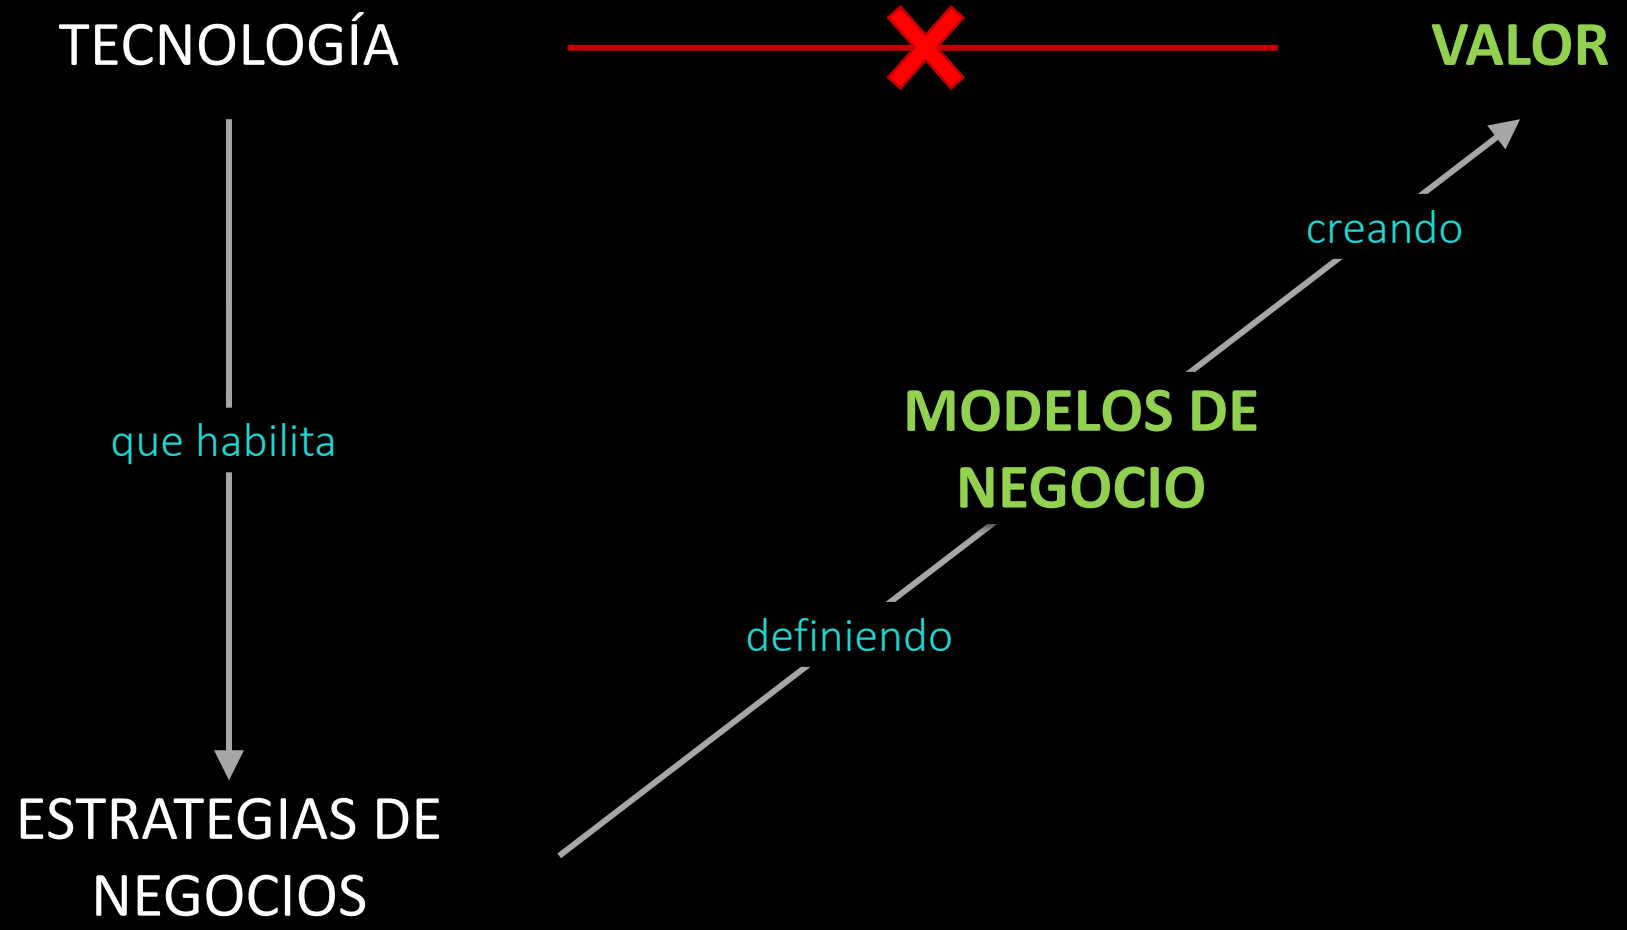 TECNOLOGÍA
VALOR
creando
MODELOS DE
NEGOCIO
que habilita
definiendo
ESTRATEGIAS DE
NEGOCIOS